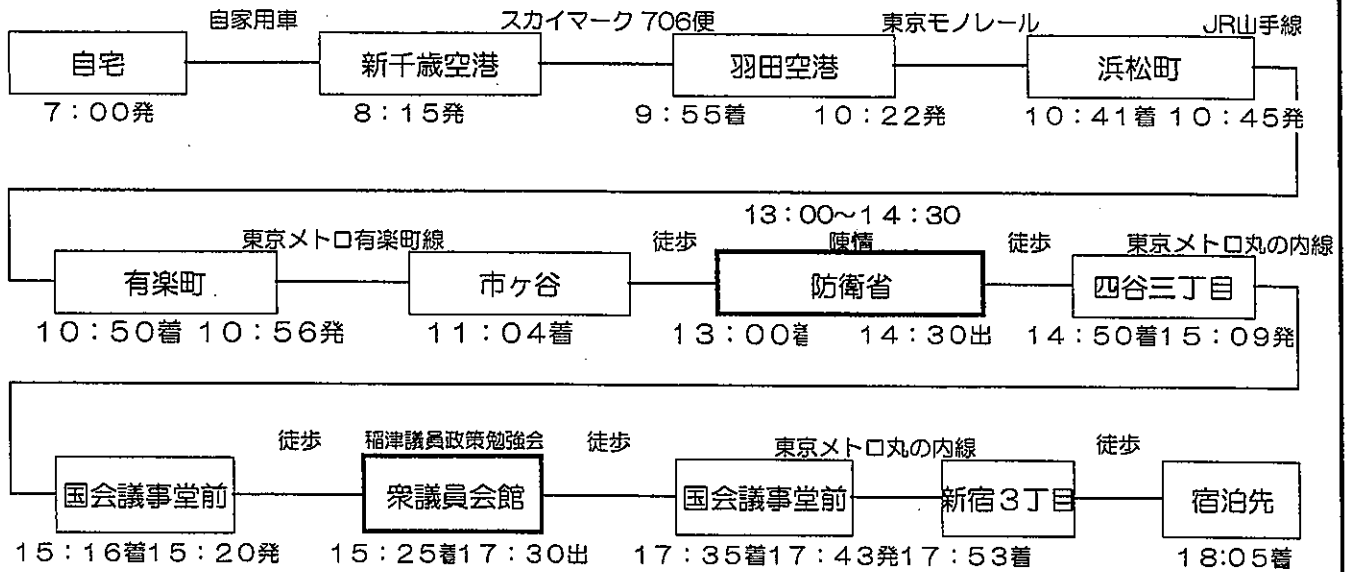 自家用車 スカイマーク 706便 東京モノレール JR山手線
自宅 新千歳空港 羽田空港 浜松町
7:00発 8:15発 9:55着 10:22発 10:41着 10:45発
13:00~14:30
東京メトロ有楽町線 徒歩 陳情 徒歩 東京メトロ丸の内線
有楽町 市ヶ谷 防衛省 四谷三丁目
10:50着 10:56発 11:04着 13:00着 14:30出 14:50着15:09発
徒歩 稲津議員政策勉強会 徒歩 東京メトロ丸の内線 徒歩
国会議事堂前 衆議員会館 国会議事堂前 新宿3丁目 宿泊先
15:16着15:20発 15:25着17:30出 17:35着17:43発17:53着 18:05着